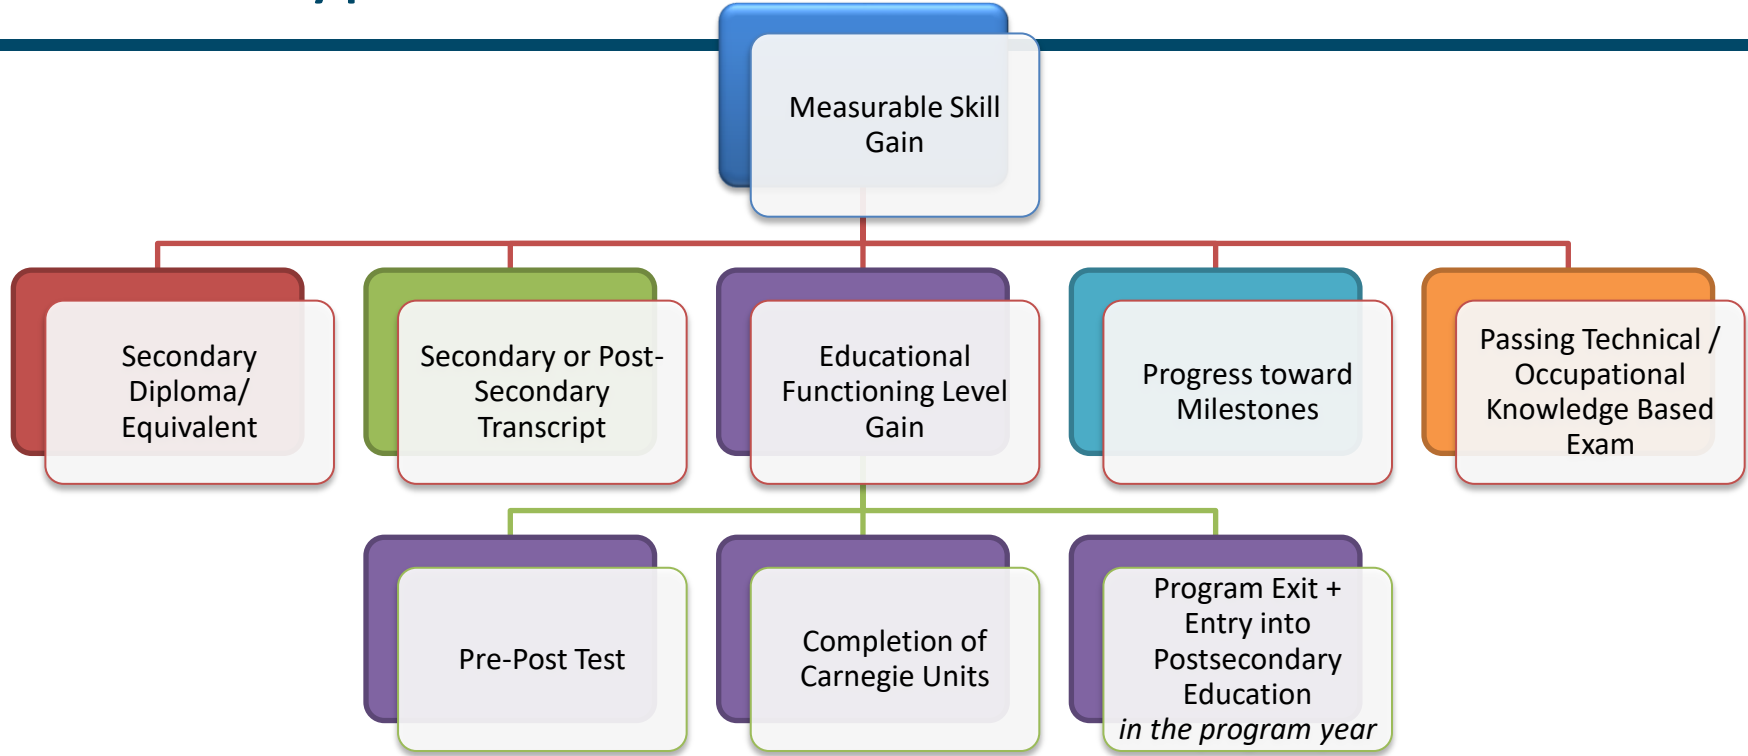 Measurable Skill
Gain
Secondary
Diploma/
Equivalent
Secondary or Post-
Secondary
Transcript
Educational
Functioning Level
Gain
Progress toward
Milestones
Passing Technical /
Occupational
Knowledge Based
Exam
Pre-Post Test
Completion of
Carnegie Units
Program Exit +
Entry into
Postsecondary
Education
in the program year